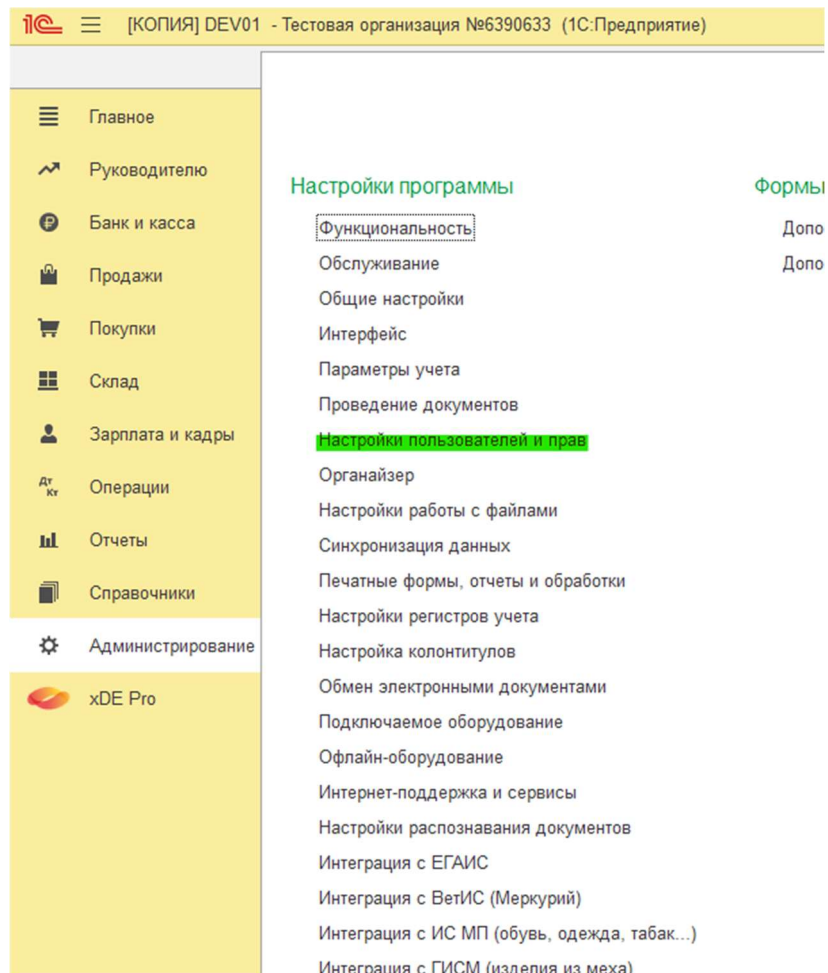 1С [КОПИЯ] DEV01 - Тестовая организация №6390633 (1С:Предприятие)
Главное
Руководителю
Банк и касса
Продажи
Покупки
Склад
Зарплата и кадры
Дт
Кт
Операции
Отчеты
Справочники
Администрирование
xDE Pro
Настройки программы
Функциональность
Обслуживание
Общие настройки
Интерфейс
Параметры учета
Проведение документов
Настройки пользователей и прав
Органайзер
Настройки работы с файлами
Синхронизация данных
Печатные формы, отчеты и обработки
Настройки регистров учета
Настройка колонтитулов
Обмен электронными документами
Подключаемое оборудование
Офлайн-оборудование
Интернет-поддержка и сервисы
Настройки распознавания документов
Интеграция с ЕГАИС
Интеграция с ВетИС (Меркурий)
Интеграция с ИС МП (обувь, одежда, табак...)
Интеграция с ГИСМ (изделия из меха)
Формы
Допо
Допо